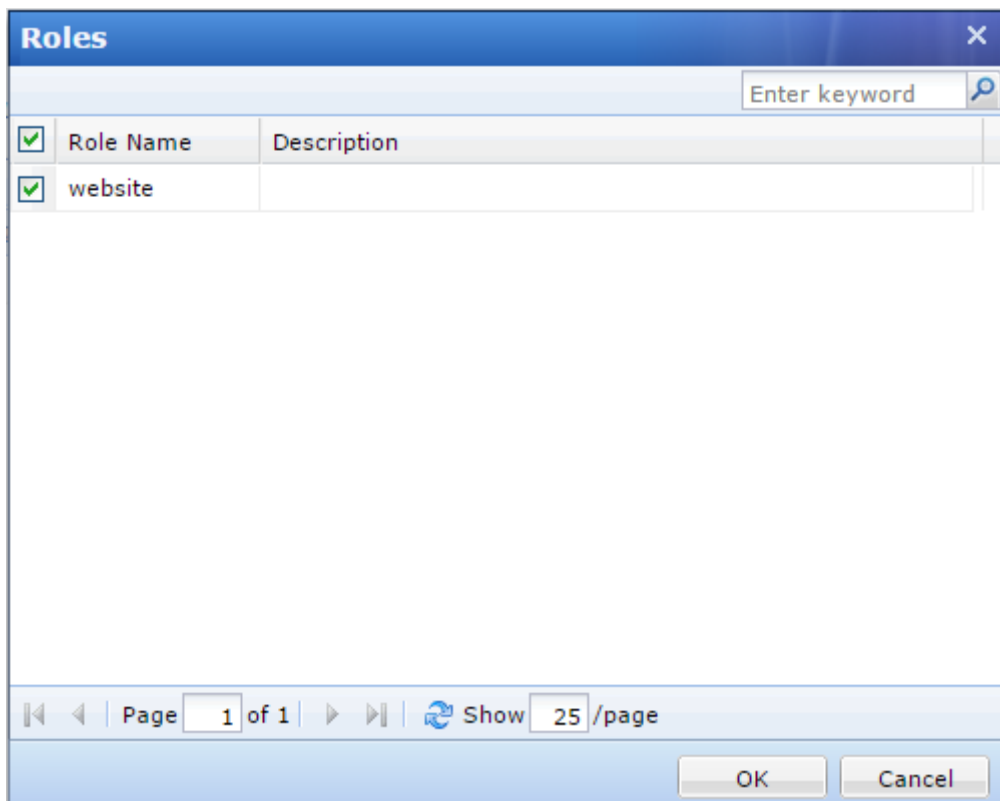 Roles
Enter keyword
Role Name Description
website
Page 1 of 1 Show 25 /page
OK Cancel